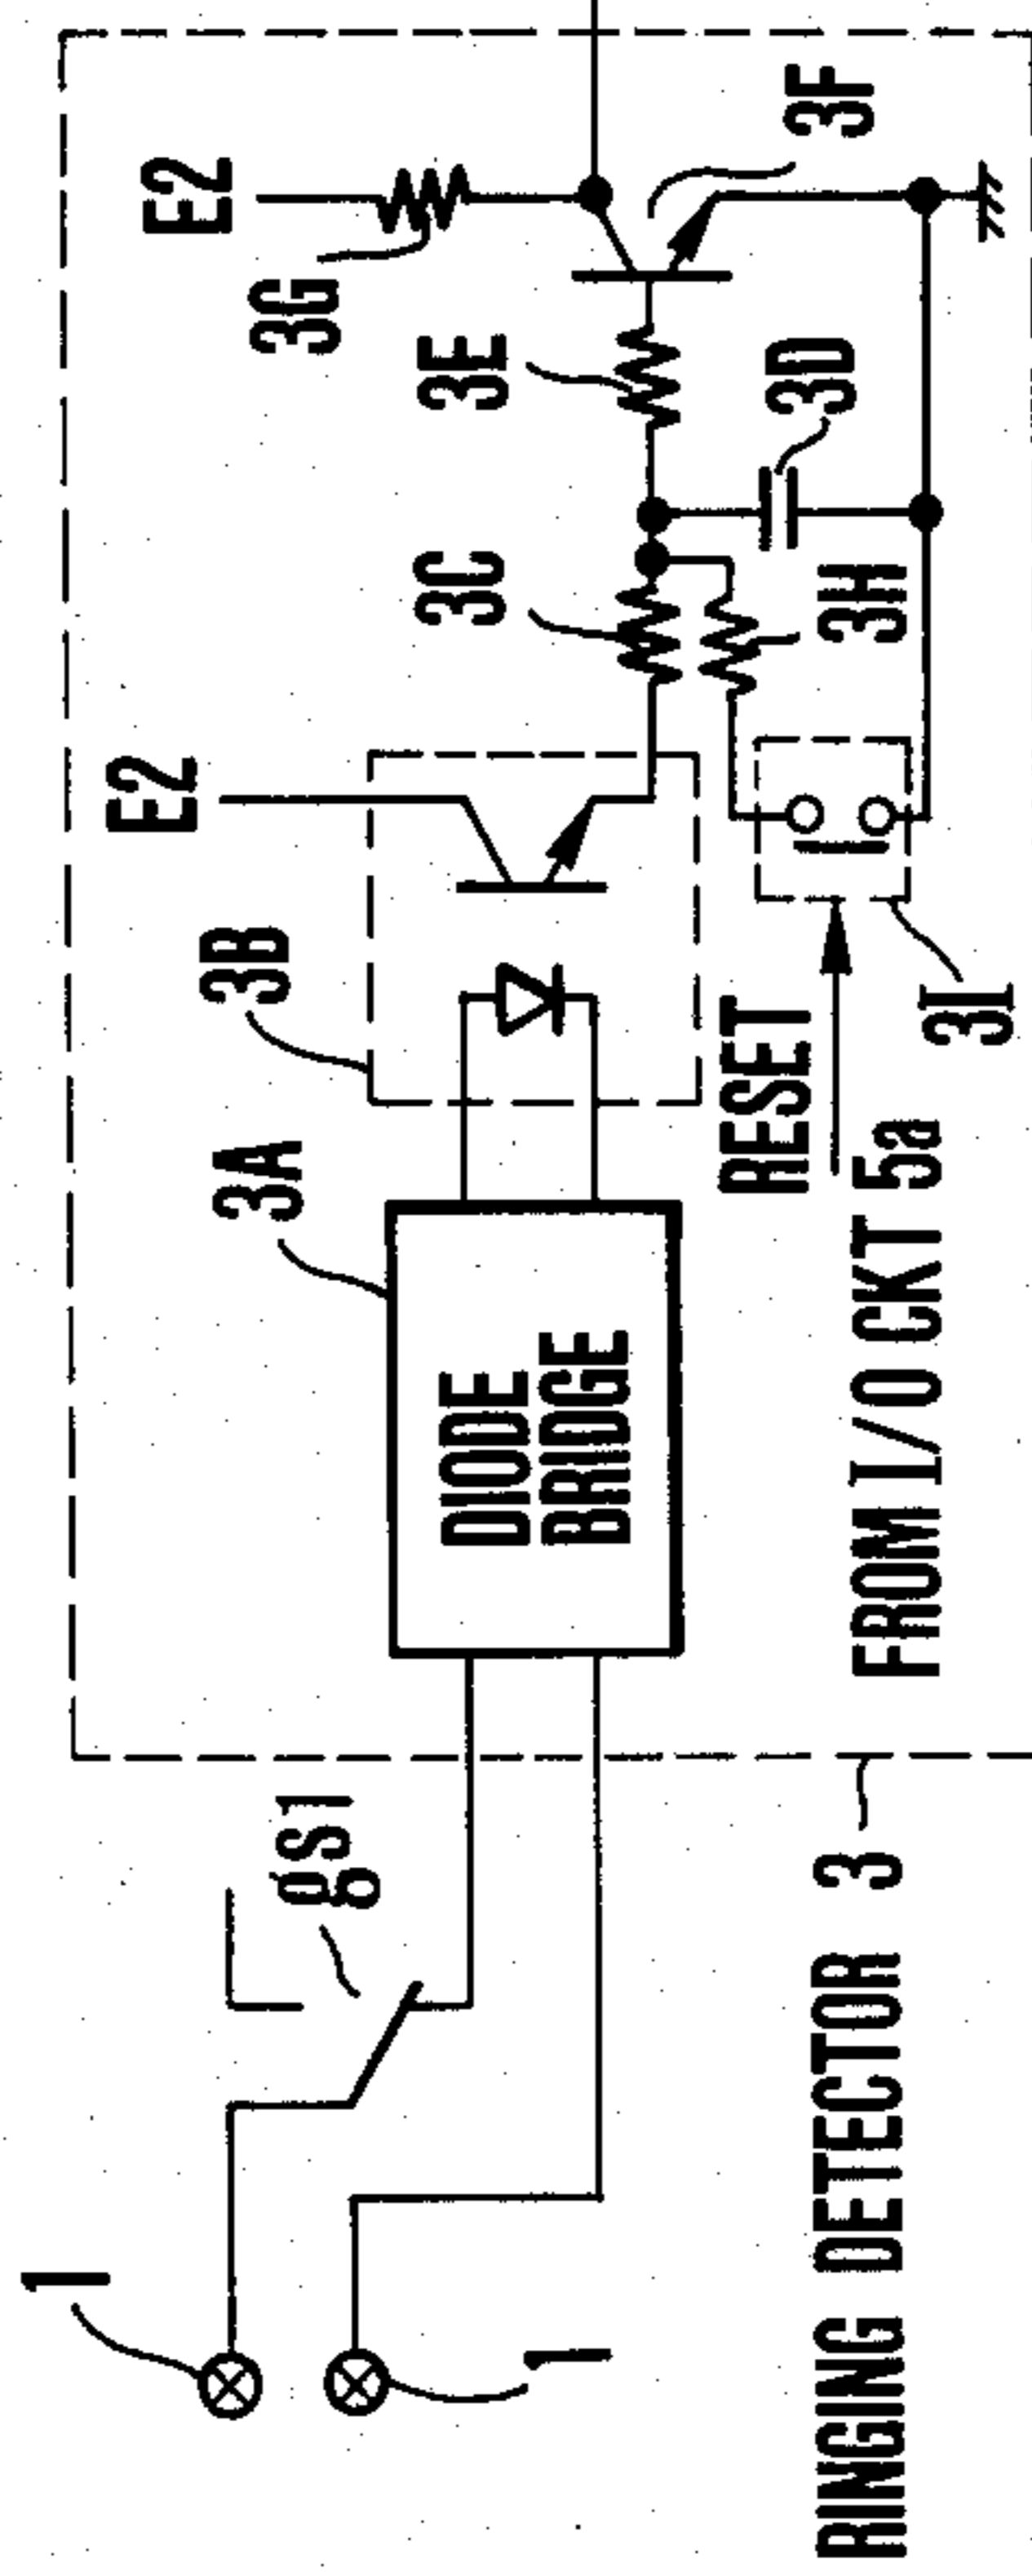 1
1
gs1
RINGING DETECTOR 3
3A
DIODE
BRIDGE
3B
E2
RESET
FROM I/O CKT 5a
3I
3C
3H
3D
3E
3G
E2
3F